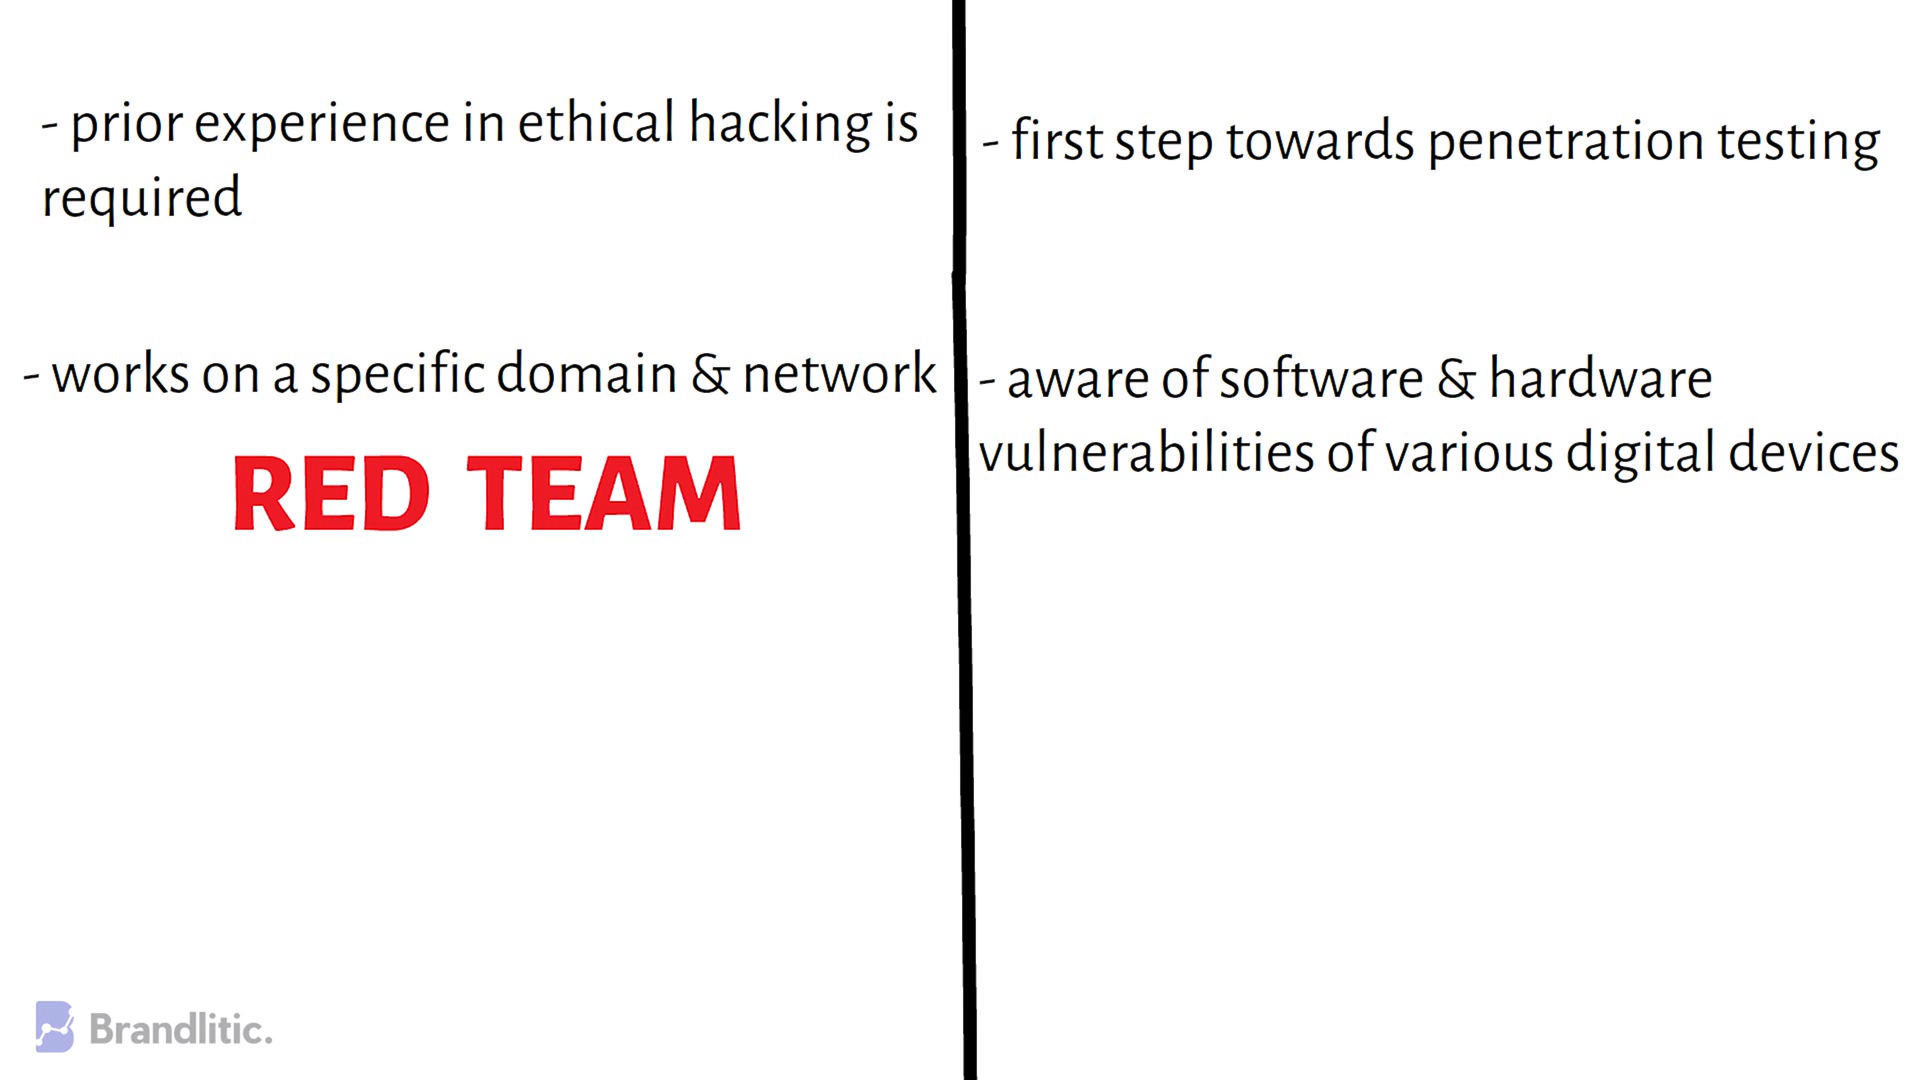 - prior experience in ethical hacking is
required
- works on a specific domain & network
RED TEAM
- first step towards penetration testing
- aware of software & hardware
vulnerabilities of various digital devices
Brandlitic.